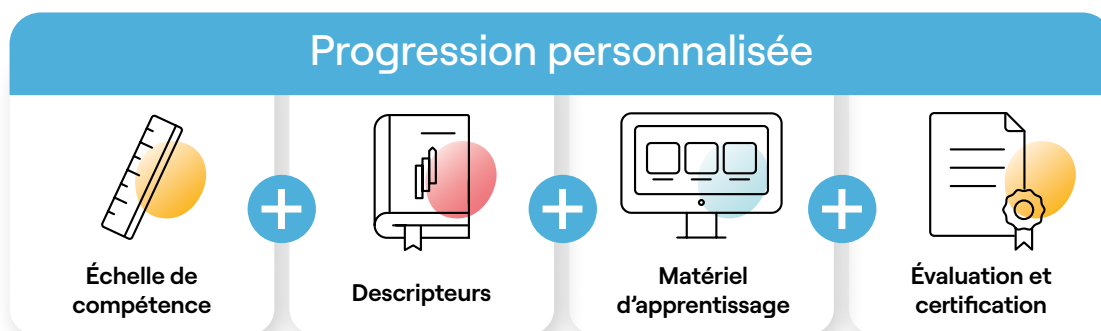 Progression personnalisée
Échelle de
compétence
Descripteurs
Matériel
d’apprentissage
Évaluation et
certification